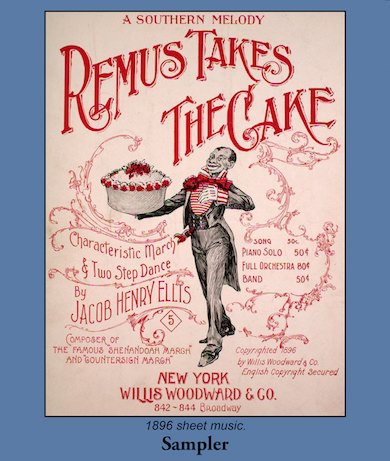 A SOUTHERN MELODY
REMUS TAKES
THE CAKE
Characteristic March
& Two Step Dance
By
JACOB HENRY ELLIS
5
COMPOSER OF
"THE FAMOUS SHENANDOAH MARCH"
AND "COUNTERSIGN MARCH"
SONG 50¢
PIANO SOLO 50¢
FULL ORCHESTRA 80¢
BAND 50¢
Copyrighted 1896
by Willis Woodward & Co.
English Copyright Secured
NEW YORK
WILLIS WOODWARD & CO.
842 - 844 Broadway
1896 sheet music.
Sampler